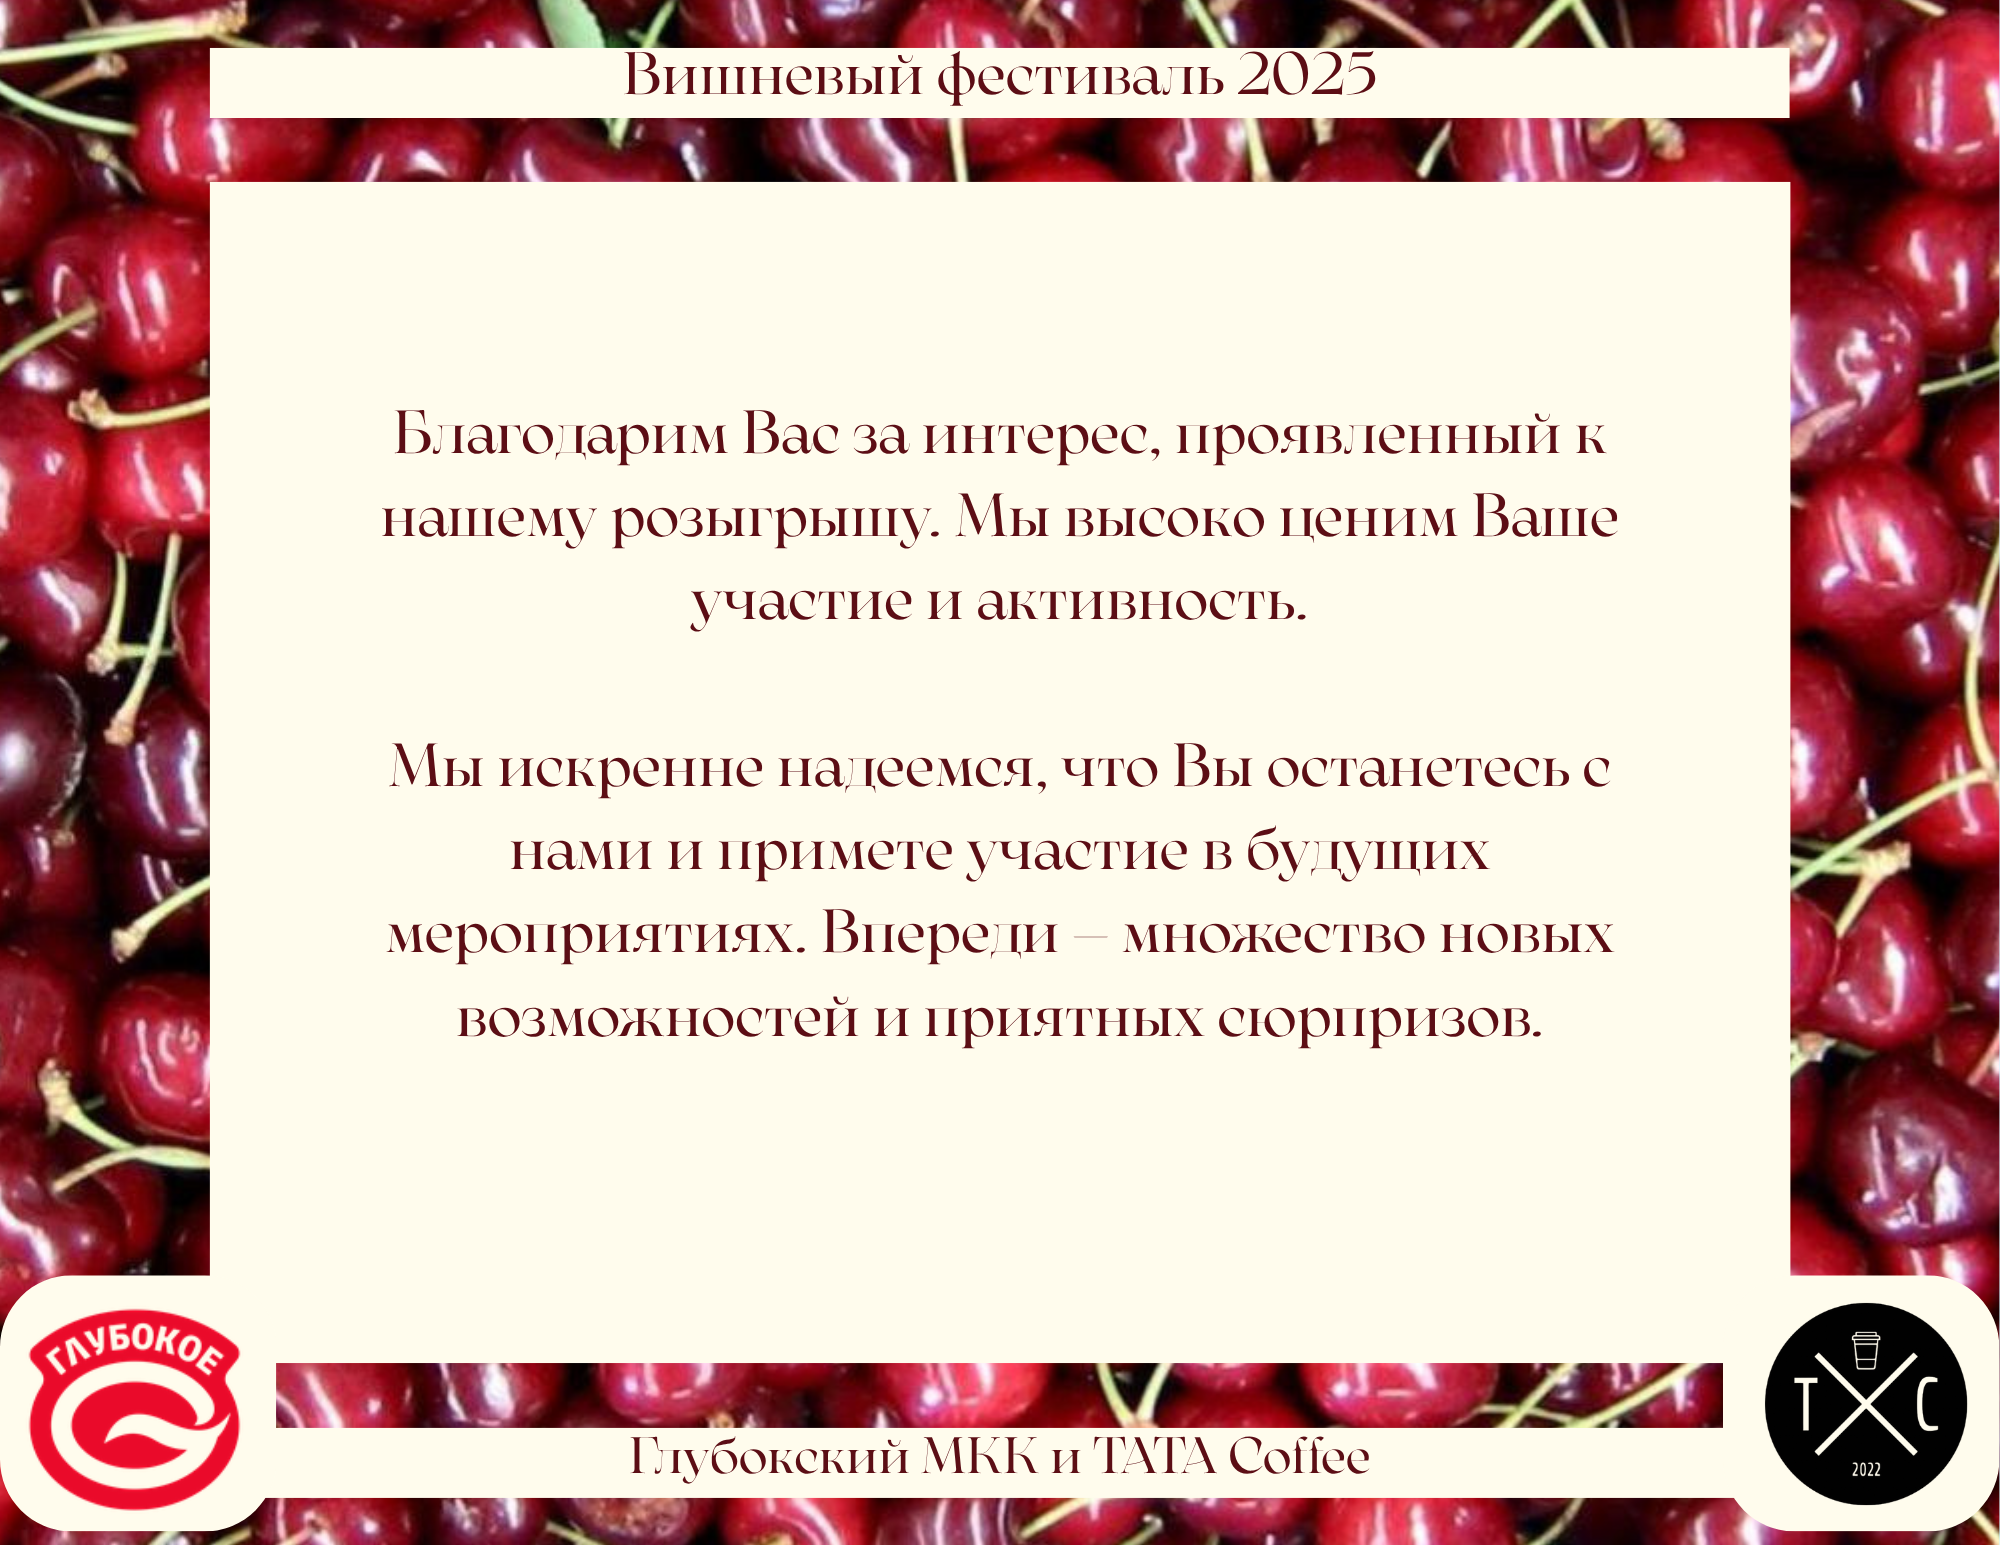 Вишневый фестиваль 2025
Благодарим Вас за интерес, проявленный к
нашему розыгрышу. Мы высоко ценим Ваше
участие и активность.
Мы искренне надеемся, что Вы останетесь с
нами и примете участие в будущих
мероприятиях. Впереди – множество новых
возможностей и приятных сюрпризов.
ГЛУБОКОЕ
Глубокский МКК и ТАТА Coffee
T C
2022